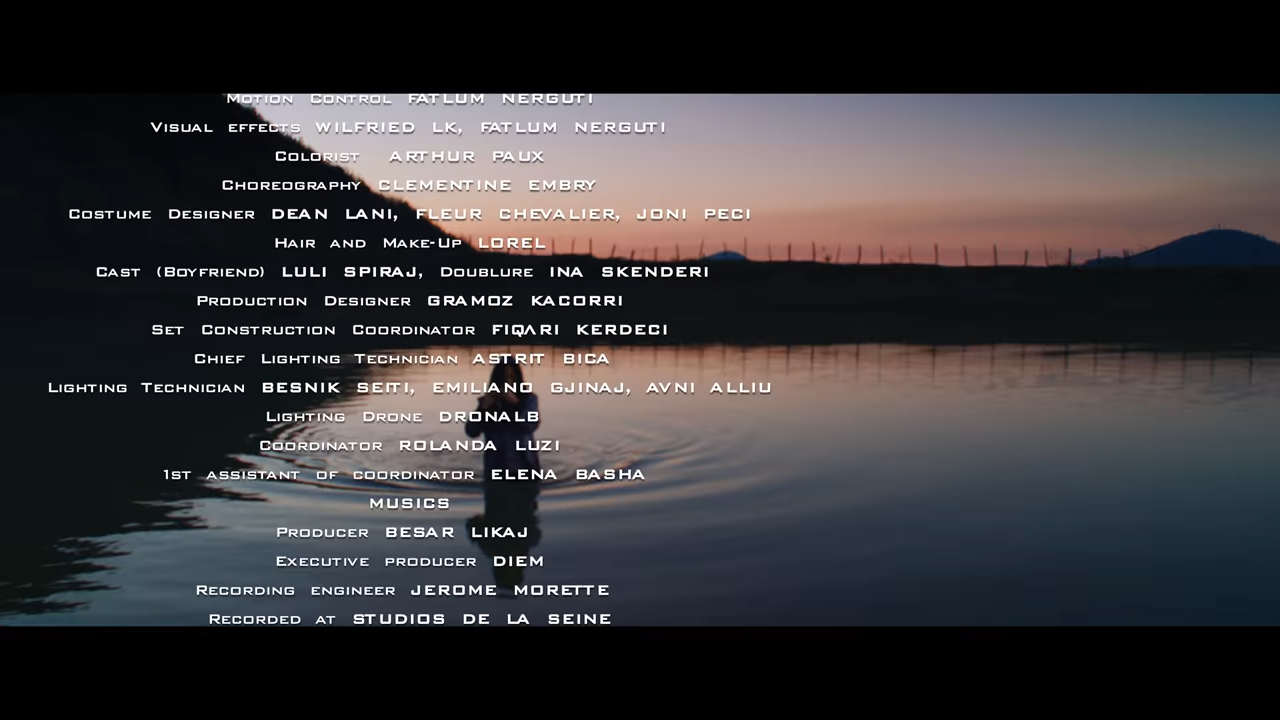 Motion Control FATLUM NERGUTI
Visual effects WILFRIED LK, FATLUM NERGUTI
Colorist ARTHUR PAUX
Choreography CLEMENTINE EMBRY
Costume Designer DEAN LANI, FLEUR CHEVALIER, JONI PECI
Hair and Make-Up LOREL
Cast (Boyfriend) LULI SPIRAJ, Doublure INA SKENDERI
Production Designer GRAMOZ KACORRI
Set Construction Coordinator FIQARI KERDECI
Chief Lighting Technician ASTRIT BICA
Lighting Technician BESNIK SEITI, EMILIANO GJINAJ, AVNI ALLIU
Lighting Drone DRONALB
Coordinator ROLANDA LUZI
1st assistant of coordinator ELENA BASHA
MUSICS
Producer BESAR LIKAJ
Executive producer DIEM
Recording engineer JEROME MORETTE
Recorded at STUDIOS DE LA SEINE